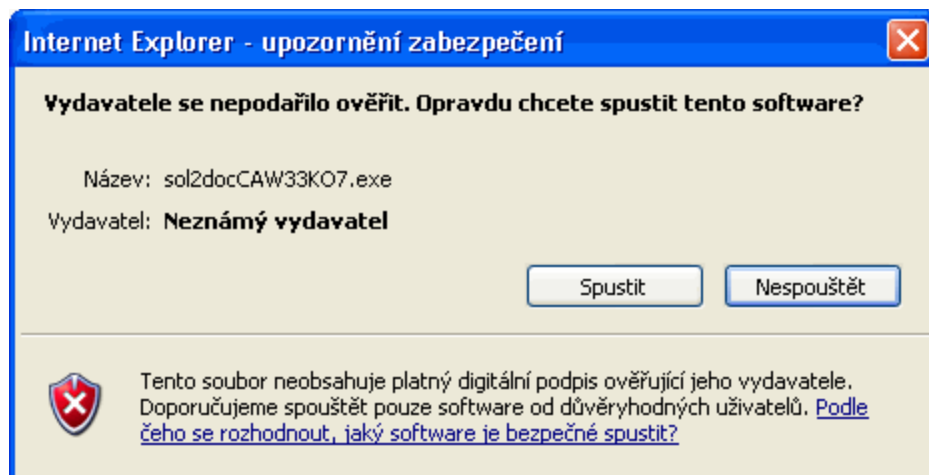 Internet Explorer - upozornění zabezpečení
Vydavatele se nepodařilo ověřit. Opravdu chcete spustit tento software?
Název: sol2docCAW33KO7.exe
Vydavatel: Neznámý vydavatel
Spustit Nespouštět
Tento soubor neobsahuje platný digitální podpis ověřující jeho vydavatele.
Doporučujeme spouštět pouze software od důvěryhodných uživatelů. Podle
čeho se rozhodnout, jaký software je bezpečné spustit?